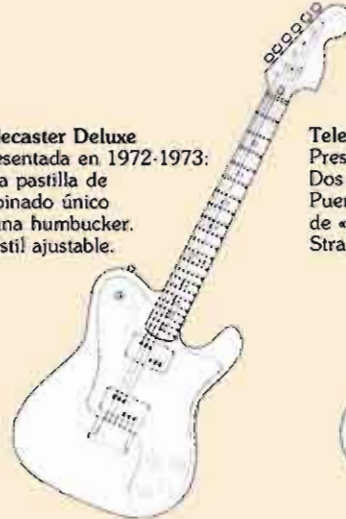 lecaster Deluxe
esentada en 1972-1973:
a pastilla de
binado único
una humbucker.
stil ajustable.
Tele
Pres
Dos
Puer
de «
Stra